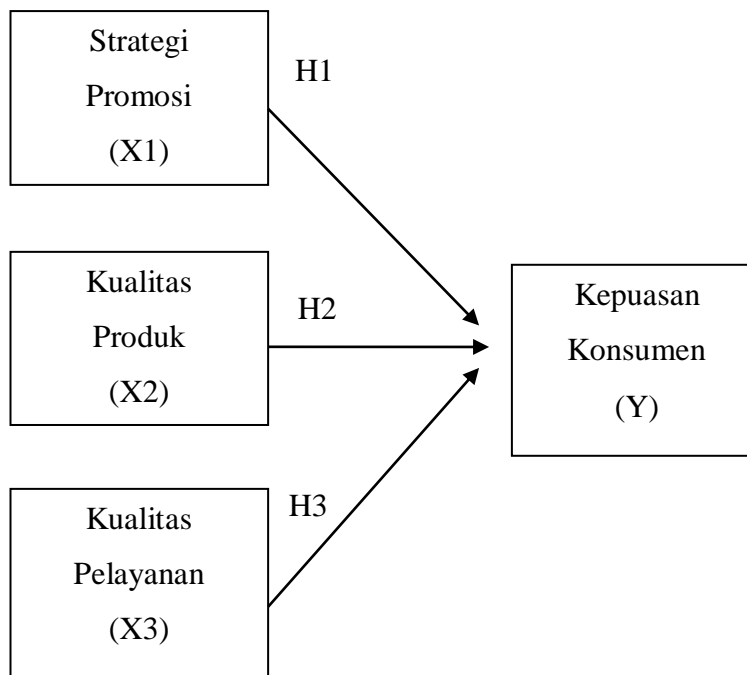 Strategi
Promosi
(X1)
H1
Kualitas
Produk
(X2)
H2
Kepuasan
Konsumen
(Y)
Kualitas
Pelayanan
(X3)
H3